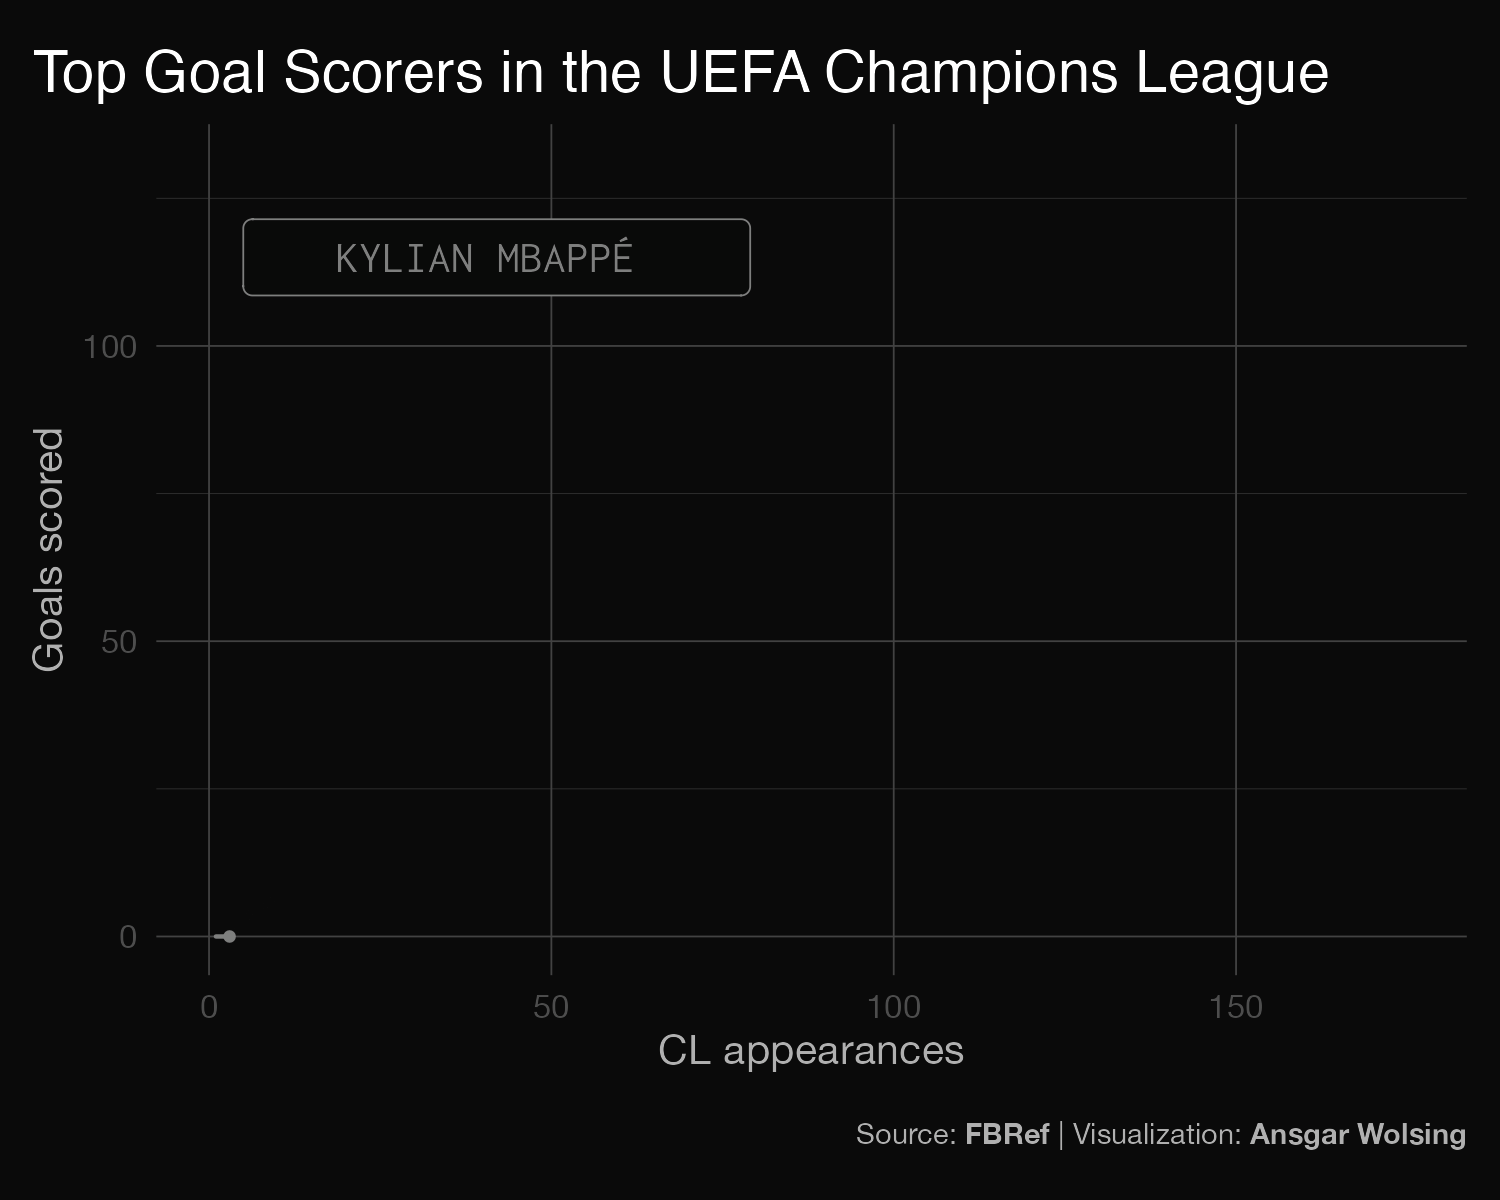 Top Goal Scorers in the UEFA Champions League
KYLIAN MBAPPÉ
100
50
0
Goals scored
0 50 100 150
CL appearances
Source: FBRef | Visualization: Ansgar Wolsing